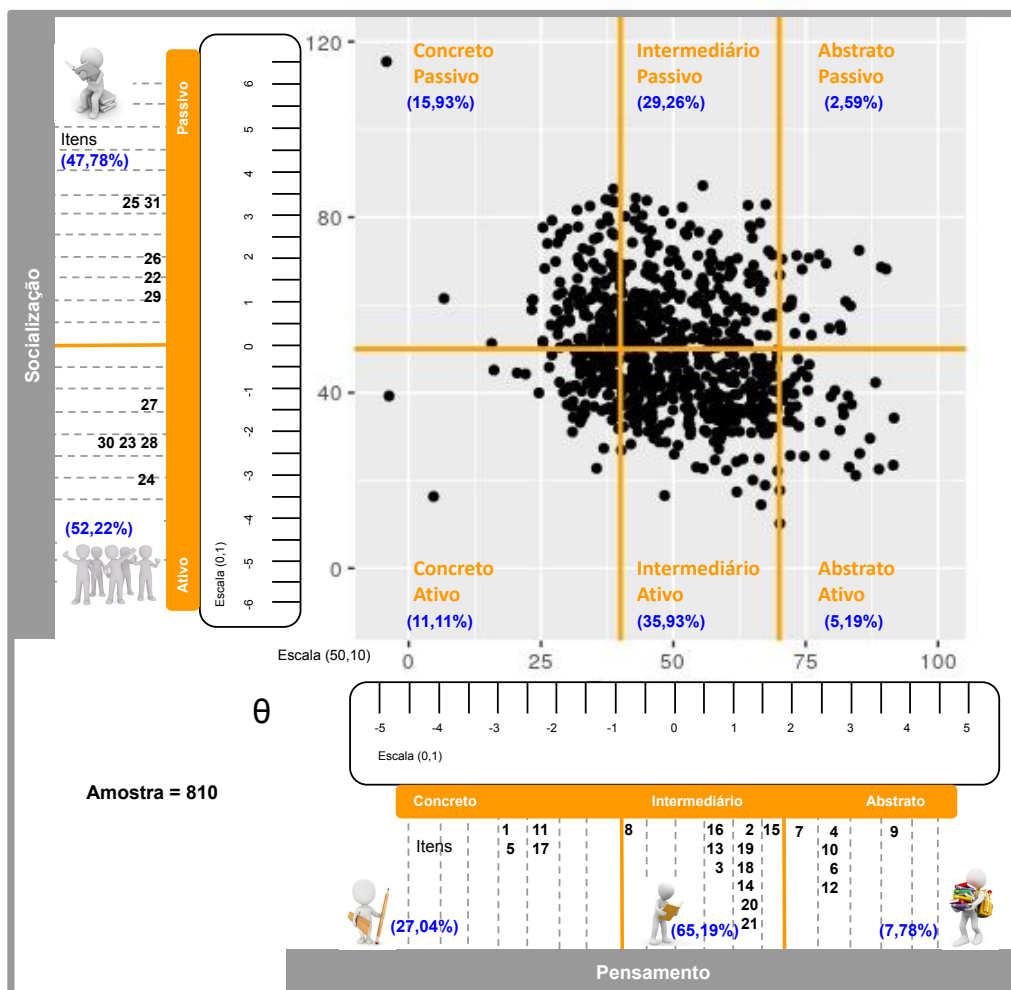 120
80
40
0
Concreto
Passivo
(15,93%)
Intermediário
Passivo
(29,26%)
Abstrato
Passivo
(2,59%)
Concreto
Ativo
(11,11%)
Intermediário
Ativo
(35,93%)
Abstrato
Ativo
(5,19%)
Socialização
Itens
(47,78%)
25 31
26
22
29
27
30 23 28
24
(52,22%)
Passivo
Ativo
6
5
4
3
2
1
0
-1
-2
-3
-4
-5
-6
Escala (0,1)
Escala (50,10)
0 25 50 75 100
θ
-5 -4 -3 -2 -1 0 1 2 3 4 5
Escala (0,1)
Amostra = 810
Concreto Intermediário Abstrato
1 11 8 16 2 15 7 4 9
Itens 5 17 13 19 10
3 18 6
14 12
20
21
(27,04%) (65,19%) (7,78%)
Pensamento